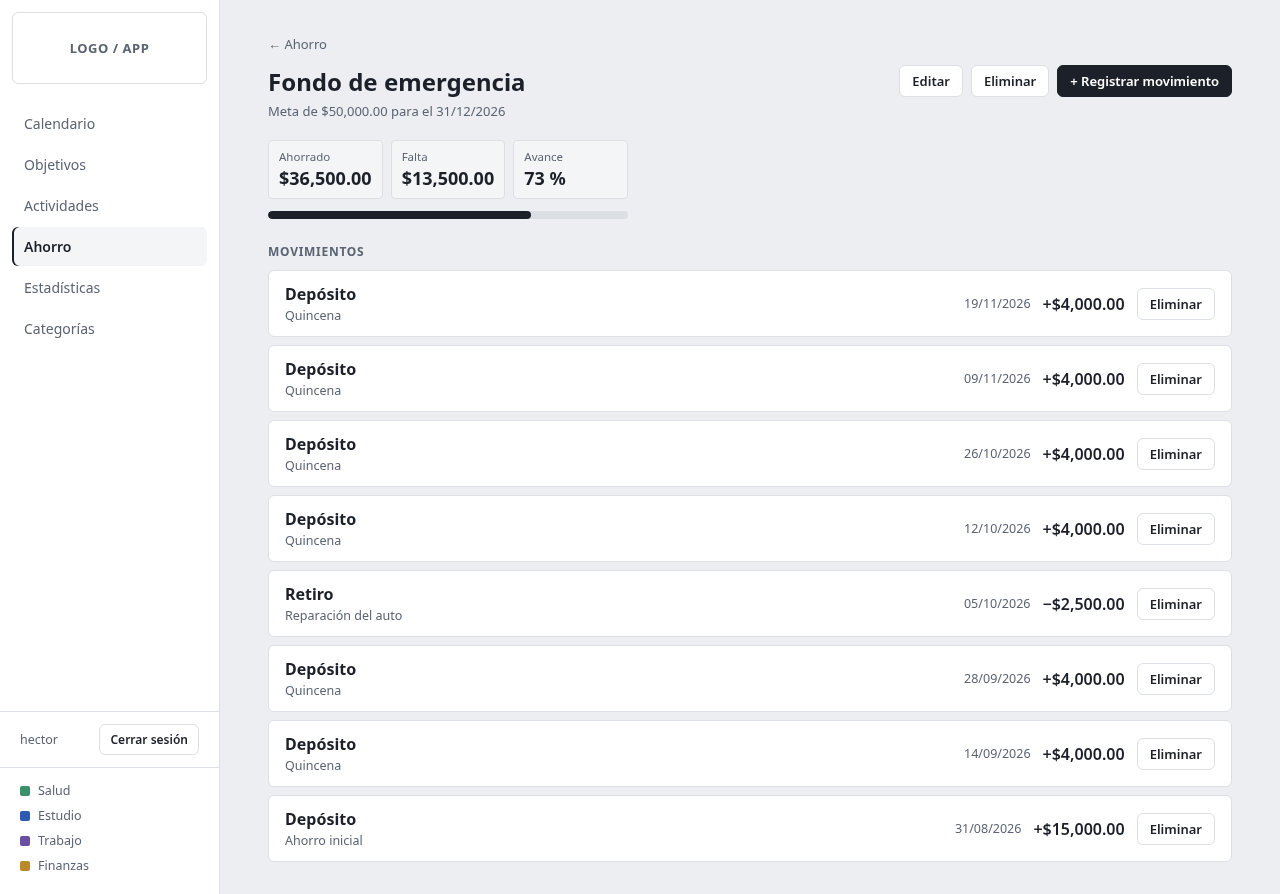 LOGO / APP
Calendario
Objetivos
Actividades
Ahorro
Estadísticas
Categorías
hector
Cerrar sesión
Salud
Estudio
Trabajo
Finanzas
← Ahorro
Fondo de emergencia
Editar
Eliminar
+ Registrar movimiento
Meta de $50,000.00 para el 31/12/2026
Ahorrado
$36,500.00
Falta
$13,500.00
Avance
73 %
MOVIMIENTOS
Depósito
Quincena
19/11/2026 +$4,000.00 Eliminar
Depósito
Quincena
09/11/2026 +$4,000.00 Eliminar
Depósito
Quincena
26/10/2026 +$4,000.00 Eliminar
Depósito
Quincena
12/10/2026 +$4,000.00 Eliminar
Retiro
Reparación del auto
05/10/2026 −$2,500.00 Eliminar
Depósito
Quincena
28/09/2026 +$4,000.00 Eliminar
Depósito
Quincena
14/09/2026 +$4,000.00 Eliminar
Depósito
Ahorro inicial
31/08/2026 +$15,000.00 Eliminar